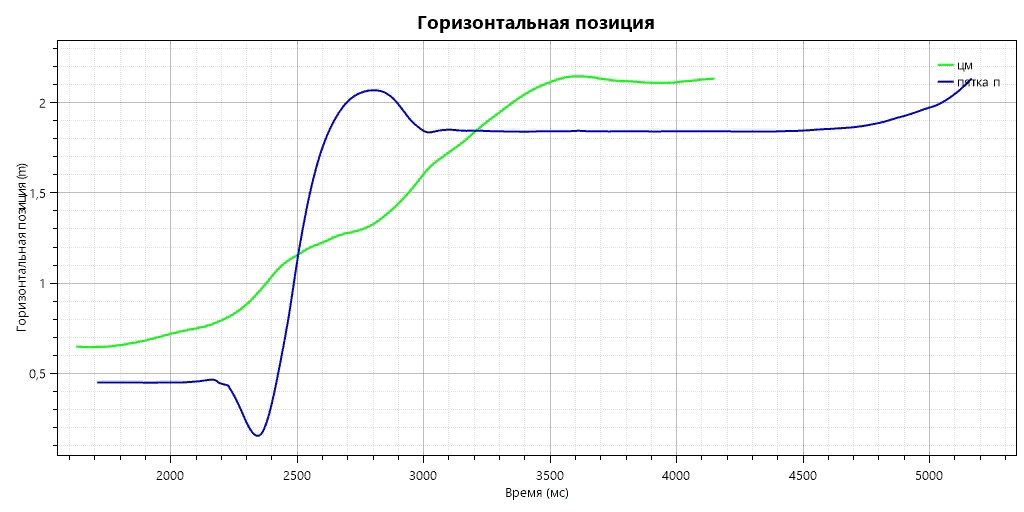 Горизонтальная позиция
цм
пятка п
Горизонтальная позиция (m)
2
1,5
1
0,5
2000 2500 3000 3500 4000 4500 5000
Время (мс)